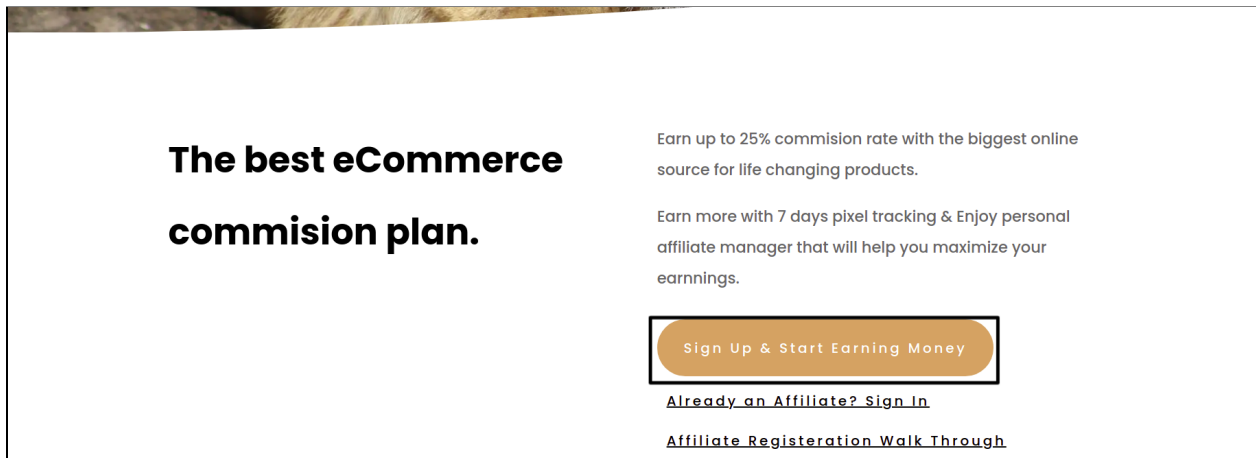 The best eCommerce
commision plan.
Earn up to 25% commision rate with the biggest online
source for life changing products.
Earn more with 7 days pixel tracking & Enjoy personal
affiliate manager that will help you maximize your
earnnings.
Sign Up & Start Earning Money
Already an Affiliate? Sign In
Affiliate Registeration Walk Through